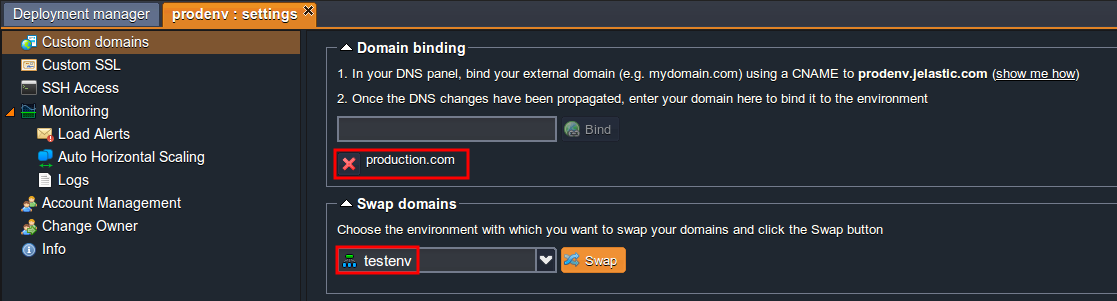 Deployment manager
prodenv : settings
Custom domains
Custom SSL
SSH Access
Monitoring
Load Alerts
Auto Horizontal Scaling
Logs
Account Management
Change Owner
Info
Domain binding
1. In your DNS panel, bind your external domain (e.g. mydomain.com) using a CNAME to prodenv.jelastic.com (show me how)
2. Once the DNS changes have been propagated, enter your domain here to bind it to the environment
Bind
production.com
Swap domains
Choose the environment with which you want to swap your domains and click the Swap button
testenv
Swap